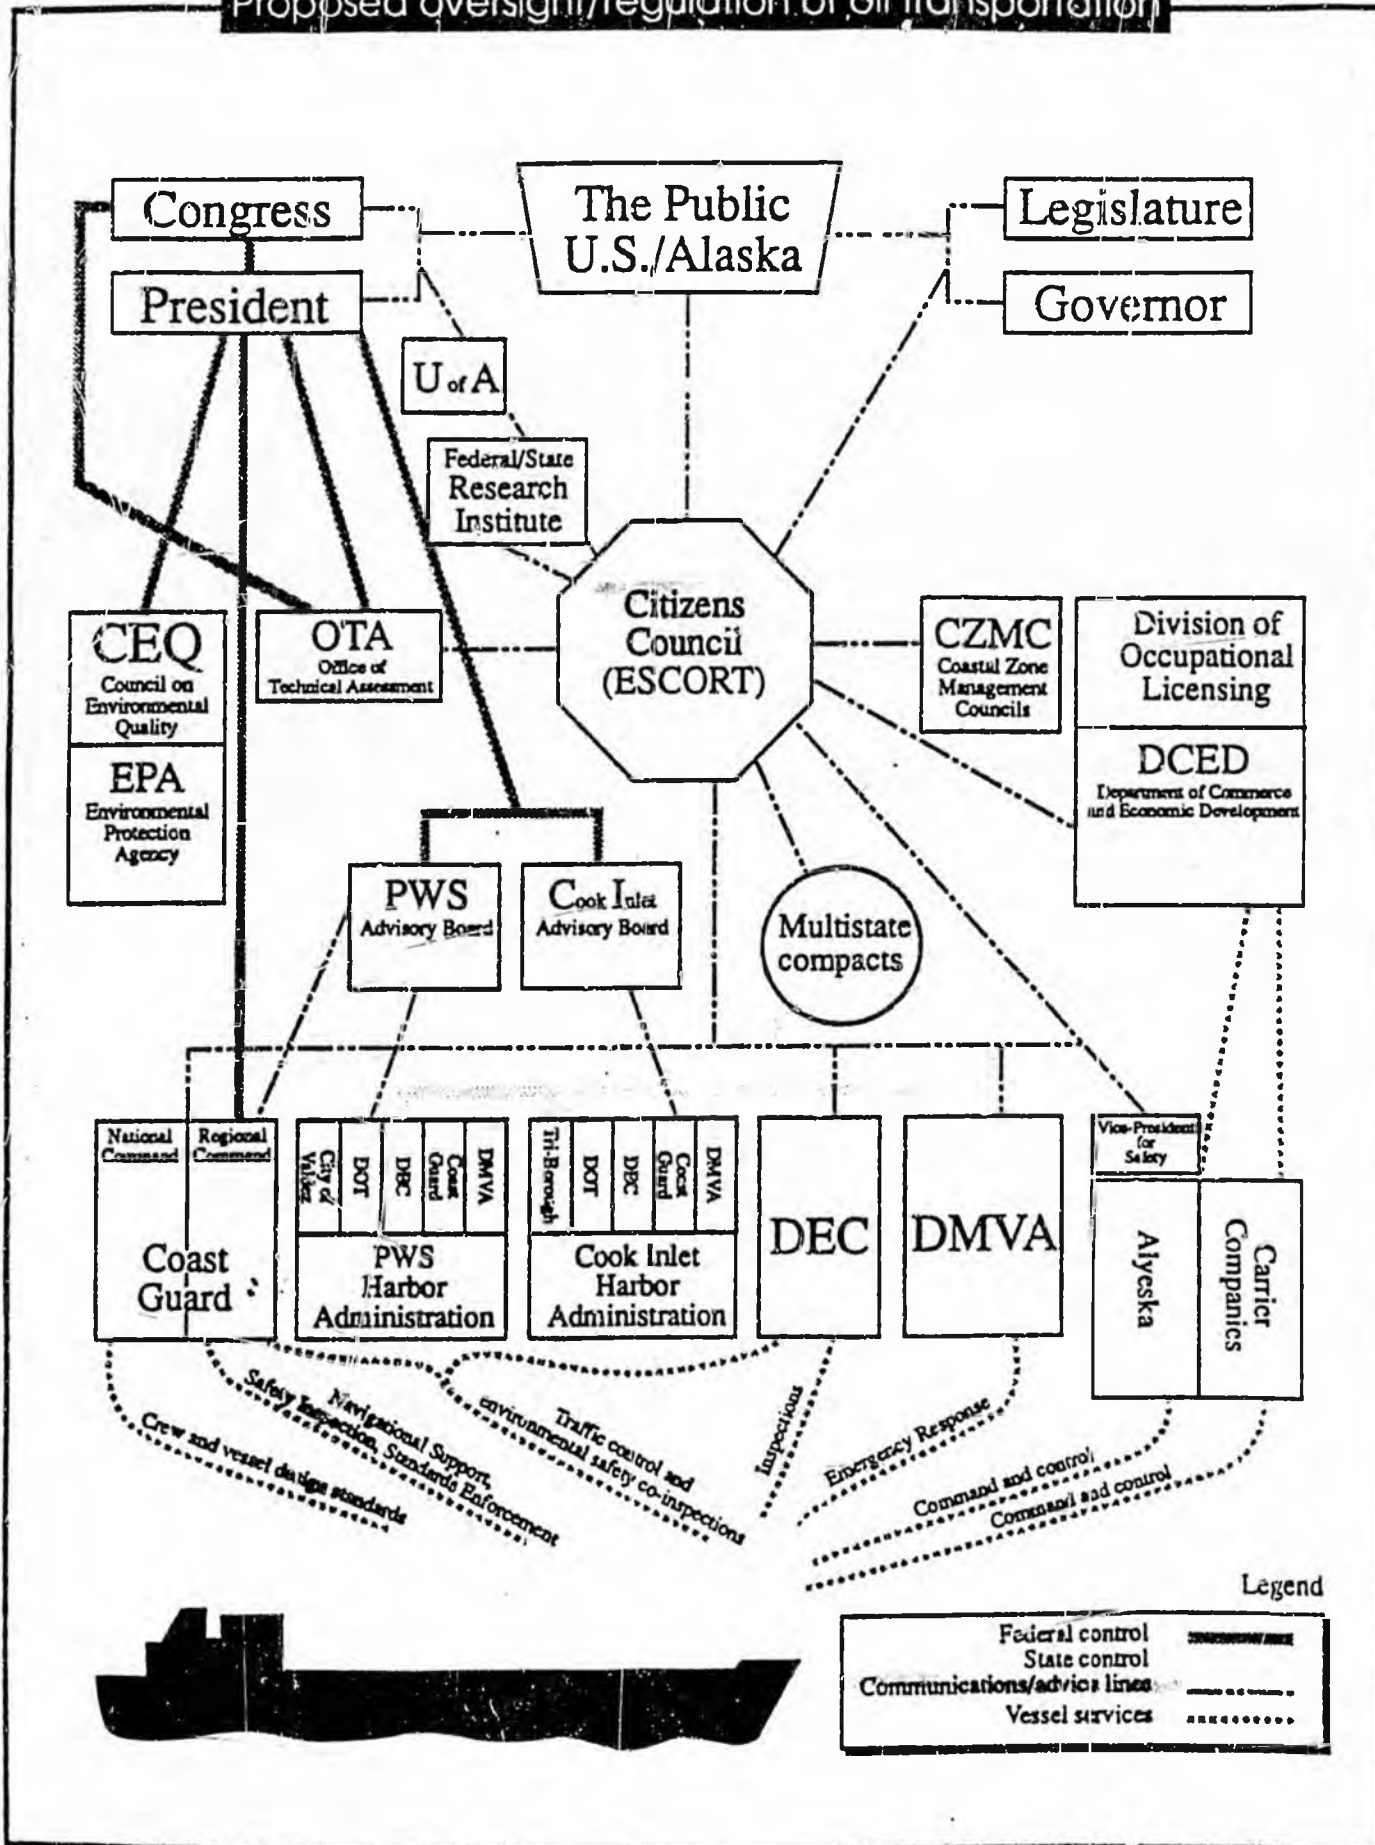 Proposed oversight/regulation of oil transportation
Congress
President
The Public
U.S./Alaska
Legislature
Governor
U of A
Federal/State
Research
Institute
Citizens
Council
(ESCORT)
CEQ
Council on
Environmental
Quality
EPA
Environmental
Protection
Agency
OTA
Office of
Technical Assessment
CZMC
Coastal Zone
Management
Councils
Division of
Occupational
Licensing
DCED
Department of Commerce
and Economic Development
PWS
Advisory Board
Cook Inlet
Advisory Board
Multistate
compacts
National
Command
Regional
Command
Coast
Guard
City of
Valdez
DOT
DEC
Coast
Guard
DMVA
PWS
Harbor
Administration
Tri-Borough
DOT
DEC
Coast
Guard
DMVA
Cook Inlet
Harbor
Administration
DEC
DMVA
Vice-President
for
Safety
Alyeska
Carrier
Companies
Crew and vessel design standards
Navigational Support,
Safety Inspection, Standards Enforcement
Traffic control and
environmental safety co-inspections
Inspections
Emergency Response
Command and control
Command and control
Legend
Federal control
State control
Communications/advice lines
Vessel services